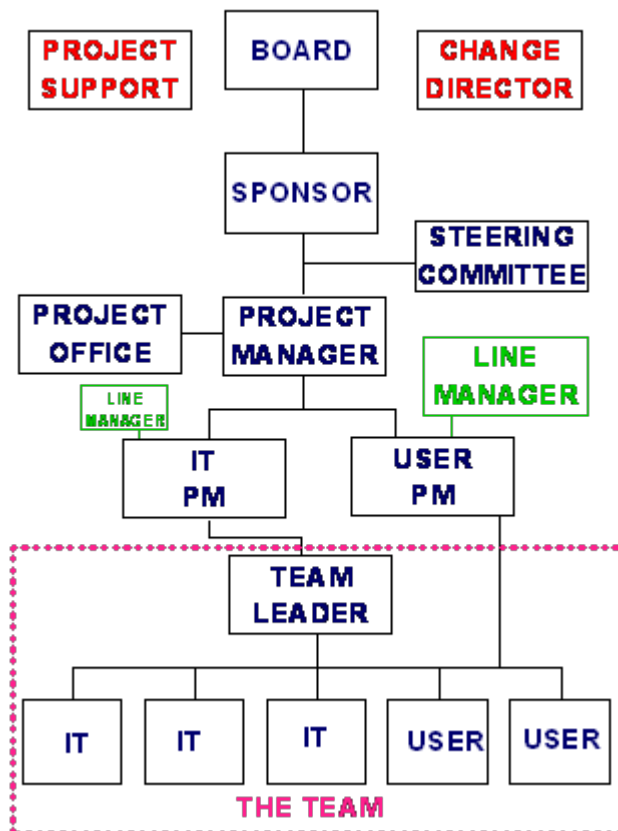 PROJECT
SUPPORT
BOARD
CHANGE
DIRECTOR
SPONSOR
STEERING
COMMITTEE
PROJECT
OFFICE
PROJECT
MANAGER
LINE
MANAGER
LINE
MANAGER
IT
PM
USER
PM
TEAM
LEADER
IT
IT
IT
USER
USER
THE TEAM